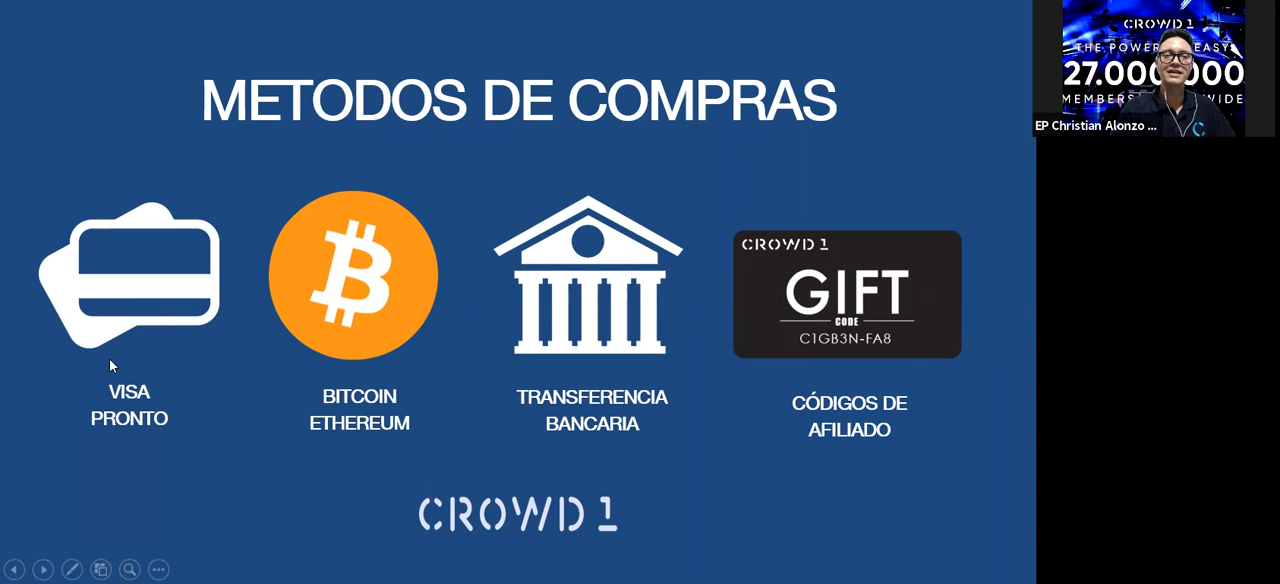 METODOS DE COMPRAS
VISA
PRONTO
BITCOIN
ETHEREUM
TRANSFERENCIA
BANCARIA
CROWD 1
GIFT
CODE
C1GB3N-FA8
CÓDIGOS DE
AFILIADO
CROWD 1
CROWD 1
THE POWER EASY
27.000.000
MEMBERS WIDE
EP Christian Alonzo ...